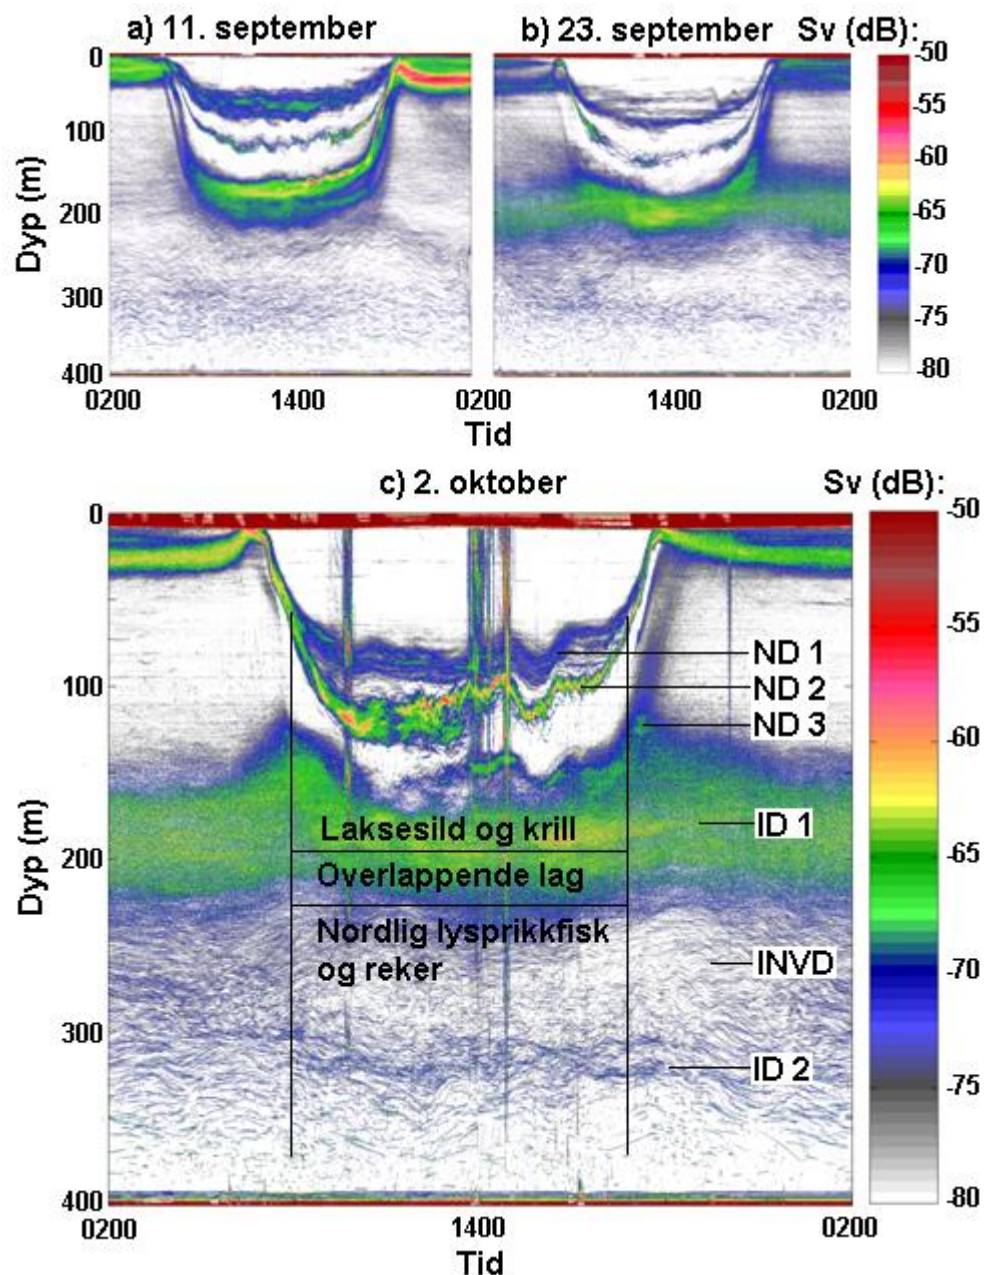 a) 11. september
b) 23. september
Sv (dB):
0
100
200
300
400
Dyp (m)
0200
1400
0200
1400
0200
Tid
-50
-55
-60
-65
-70
-75
-80
c) 2. oktober
Sv (dB):
0
100
200
300
400
Dyp (m)
ND 1
ND 2
ND 3
ID 1
Laksesild og krill
Overlappende lag
Nordlig lysprikkfisk
og reker
INVD
ID 2
0200
1400
0200
Tid
-50
-55
-60
-65
-70
-75
-80